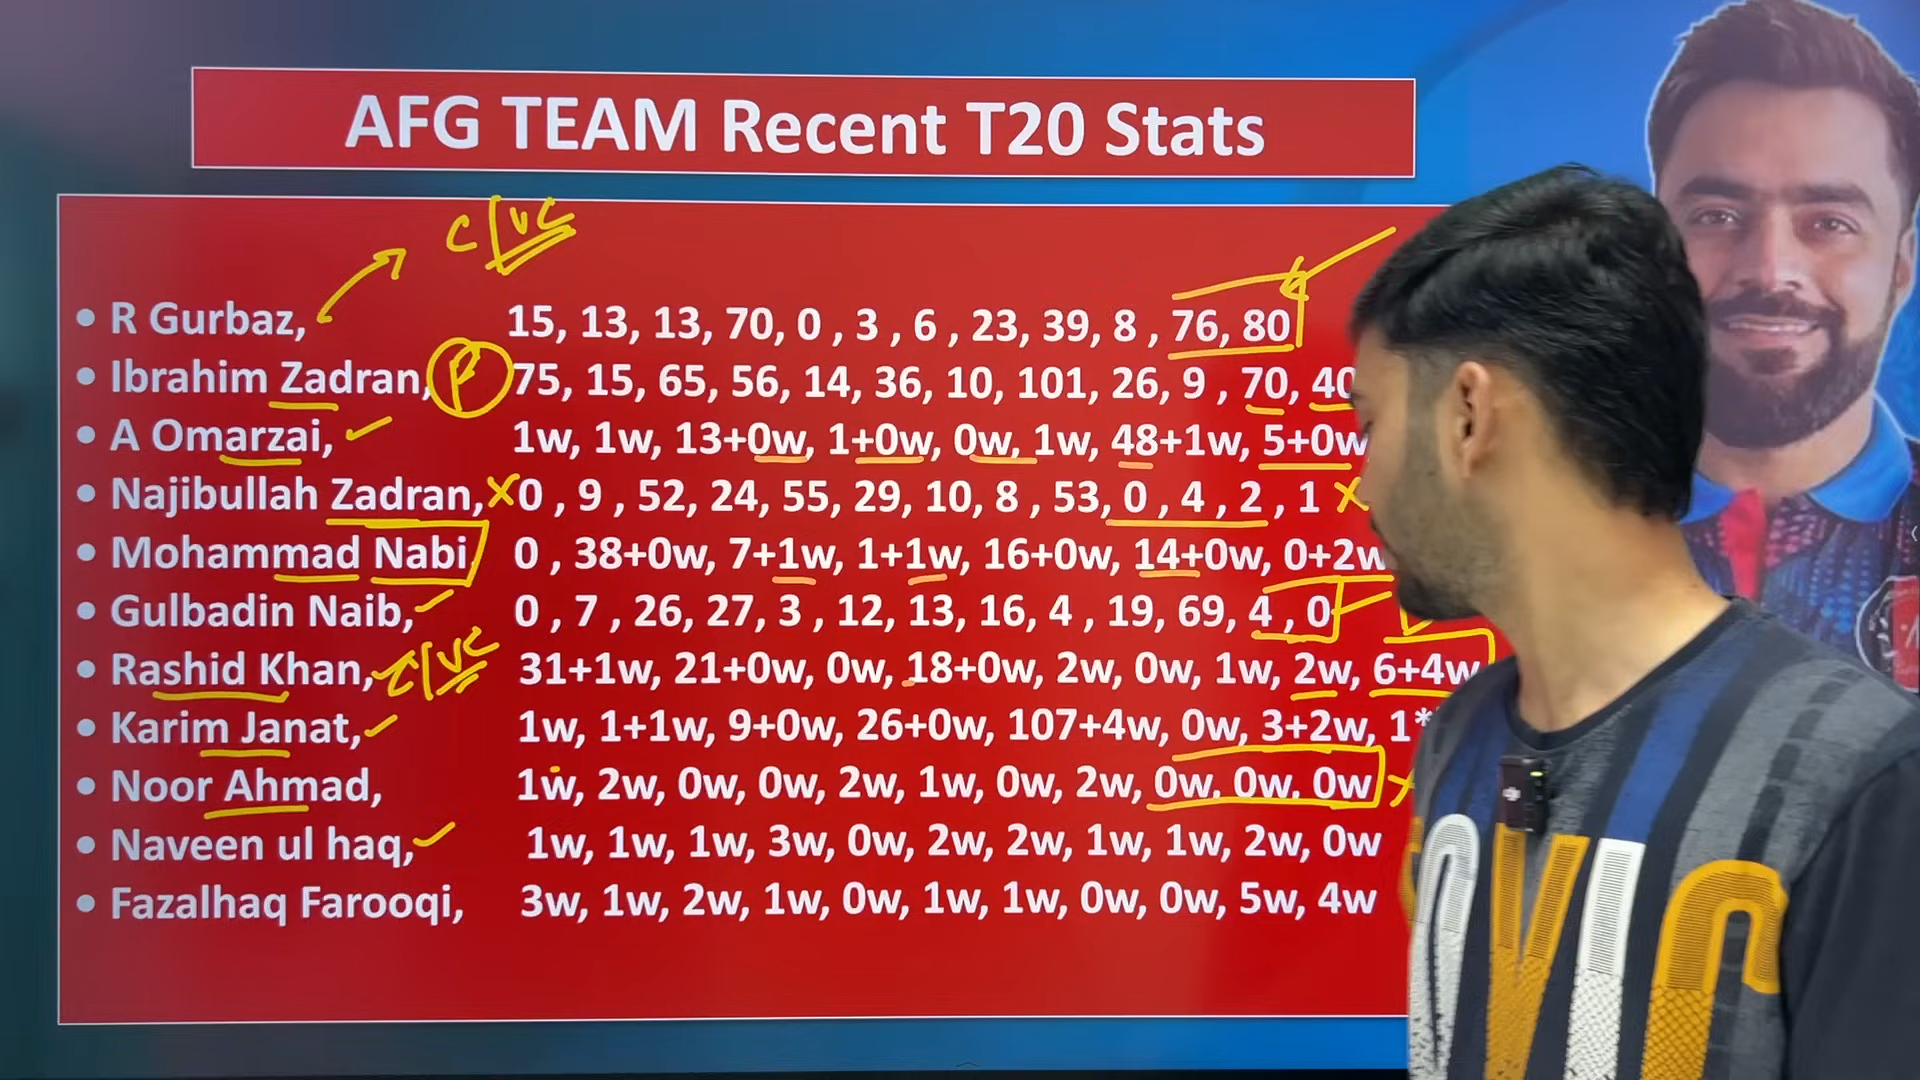 AFG TEAM Recent T20 Stats
C/VC
• R Gurbaz, 15, 13, 13, 70, 0 , 3 , 6 , 23, 39, 8 , 76, 80
• Ibrahim Zadran, P 75, 15, 65, 56, 14, 36, 10, 101, 26, 9 , 70, 40
• A Omarzai, 1w, 1w, 13+0w, 1+0w, 0w, 1w, 48+1w, 5+0w
• Najibullah Zadran, x 0 , 9 , 52, 24, 55, 29, 10, 8 , 53, 0 , 4 , 2 , 1 x
• Mohammad Nabi 0 , 38+0w, 7+1w, 1+1w, 16+0w, 14+0w, 0+2w
• Gulbadin Naib, 0 , 7 , 26, 27, 3 , 12, 13, 16, 4 , 19, 69, 4 , 0
• Rashid Khan, C/VC 31+1w, 21+0w, 0w, 18+0w, 2w, 0w, 1w, 2w, 6+4w
• Karim Janat, 1w, 1+1w, 9+0w, 26+0w, 107+4w, 0w, 3+2w, 1*
• Noor Ahmad, 1w, 2w, 0w, 0w, 2w, 1w, 0w, 2w, 0w, 0w, 0w
• Naveen ul haq, 1w, 1w, 1w, 3w, 0w, 2w, 2w, 1w, 1w, 2w, 0w
• Fazalhaq Farooqi, 3w, 1w, 2w, 1w, 0w, 1w, 1w, 0w, 0w, 5w, 4w